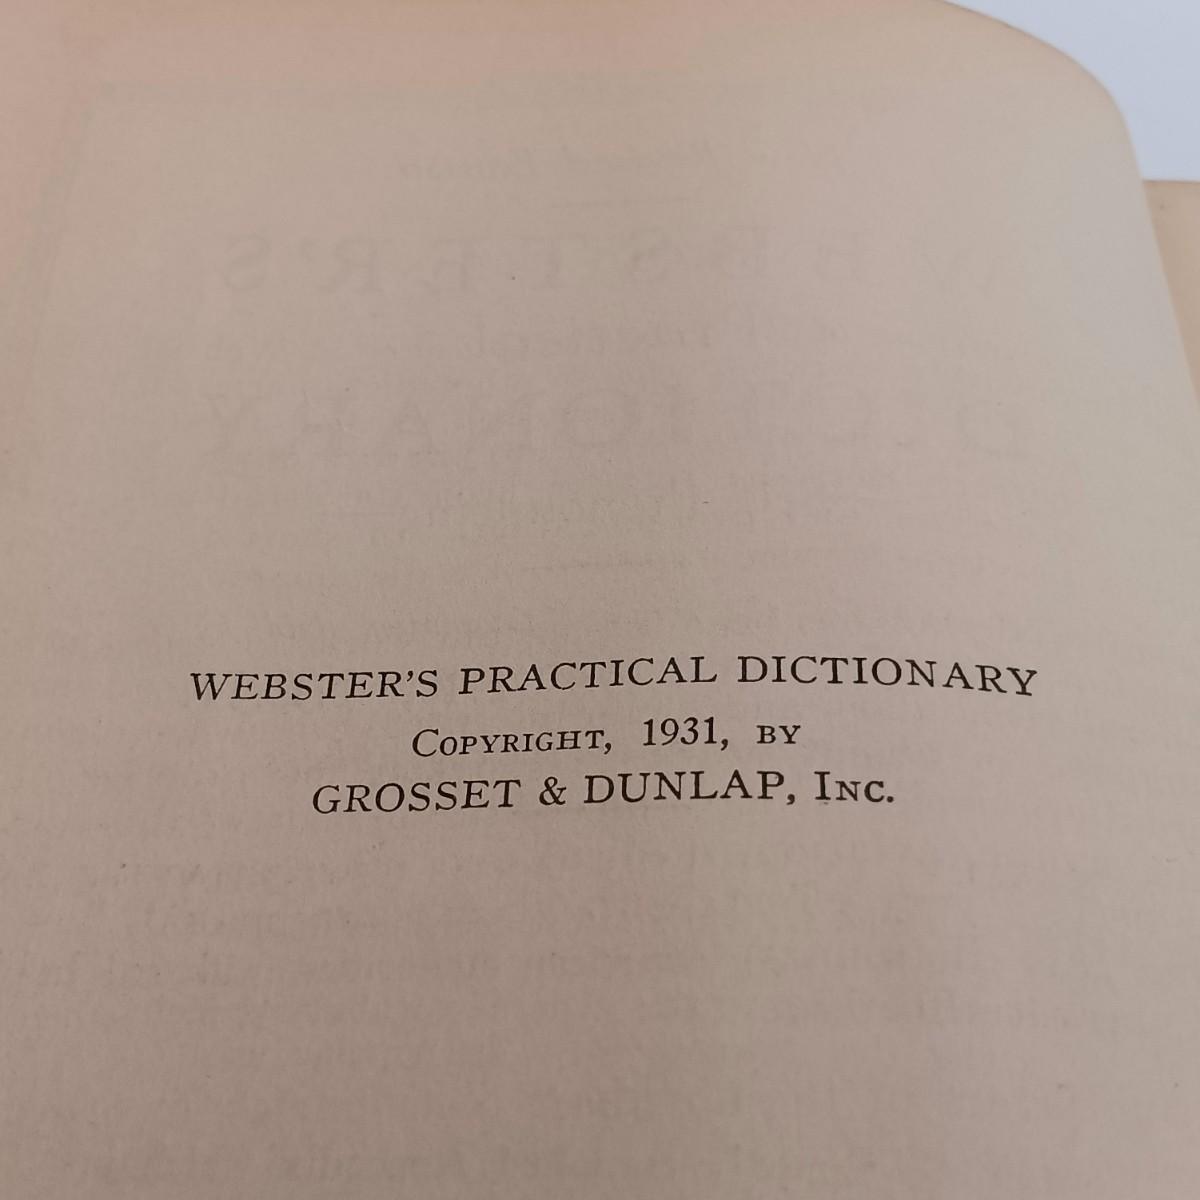 WEBSTER'S PRACTICAL DICTIONARY
COPYRIGHT, 1931, BY
GROSSET & DUNLAP, INC.